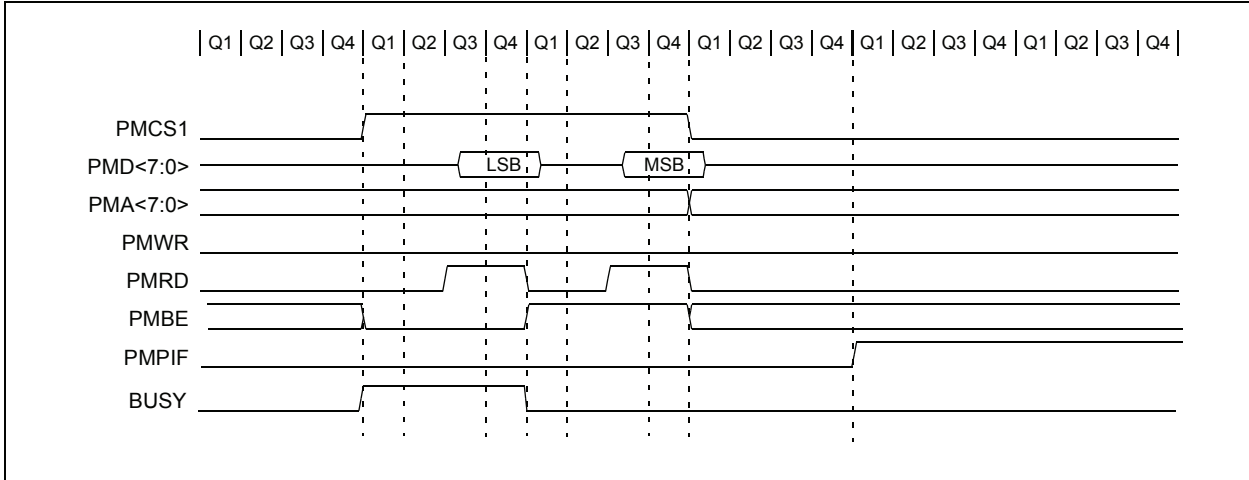 Q1 Q2 Q3 Q4 Q1 Q2 Q3 Q4 Q1 Q2 Q3 Q4 Q1 Q2 Q3 Q4 Q1 Q2 Q3 Q4 Q1 Q2 Q3 Q4
PMCS1
PMD<7:0> LSB MSB
PMA<7:0>
PMWR
PMRD
PMBE
PMPIF
BUSY